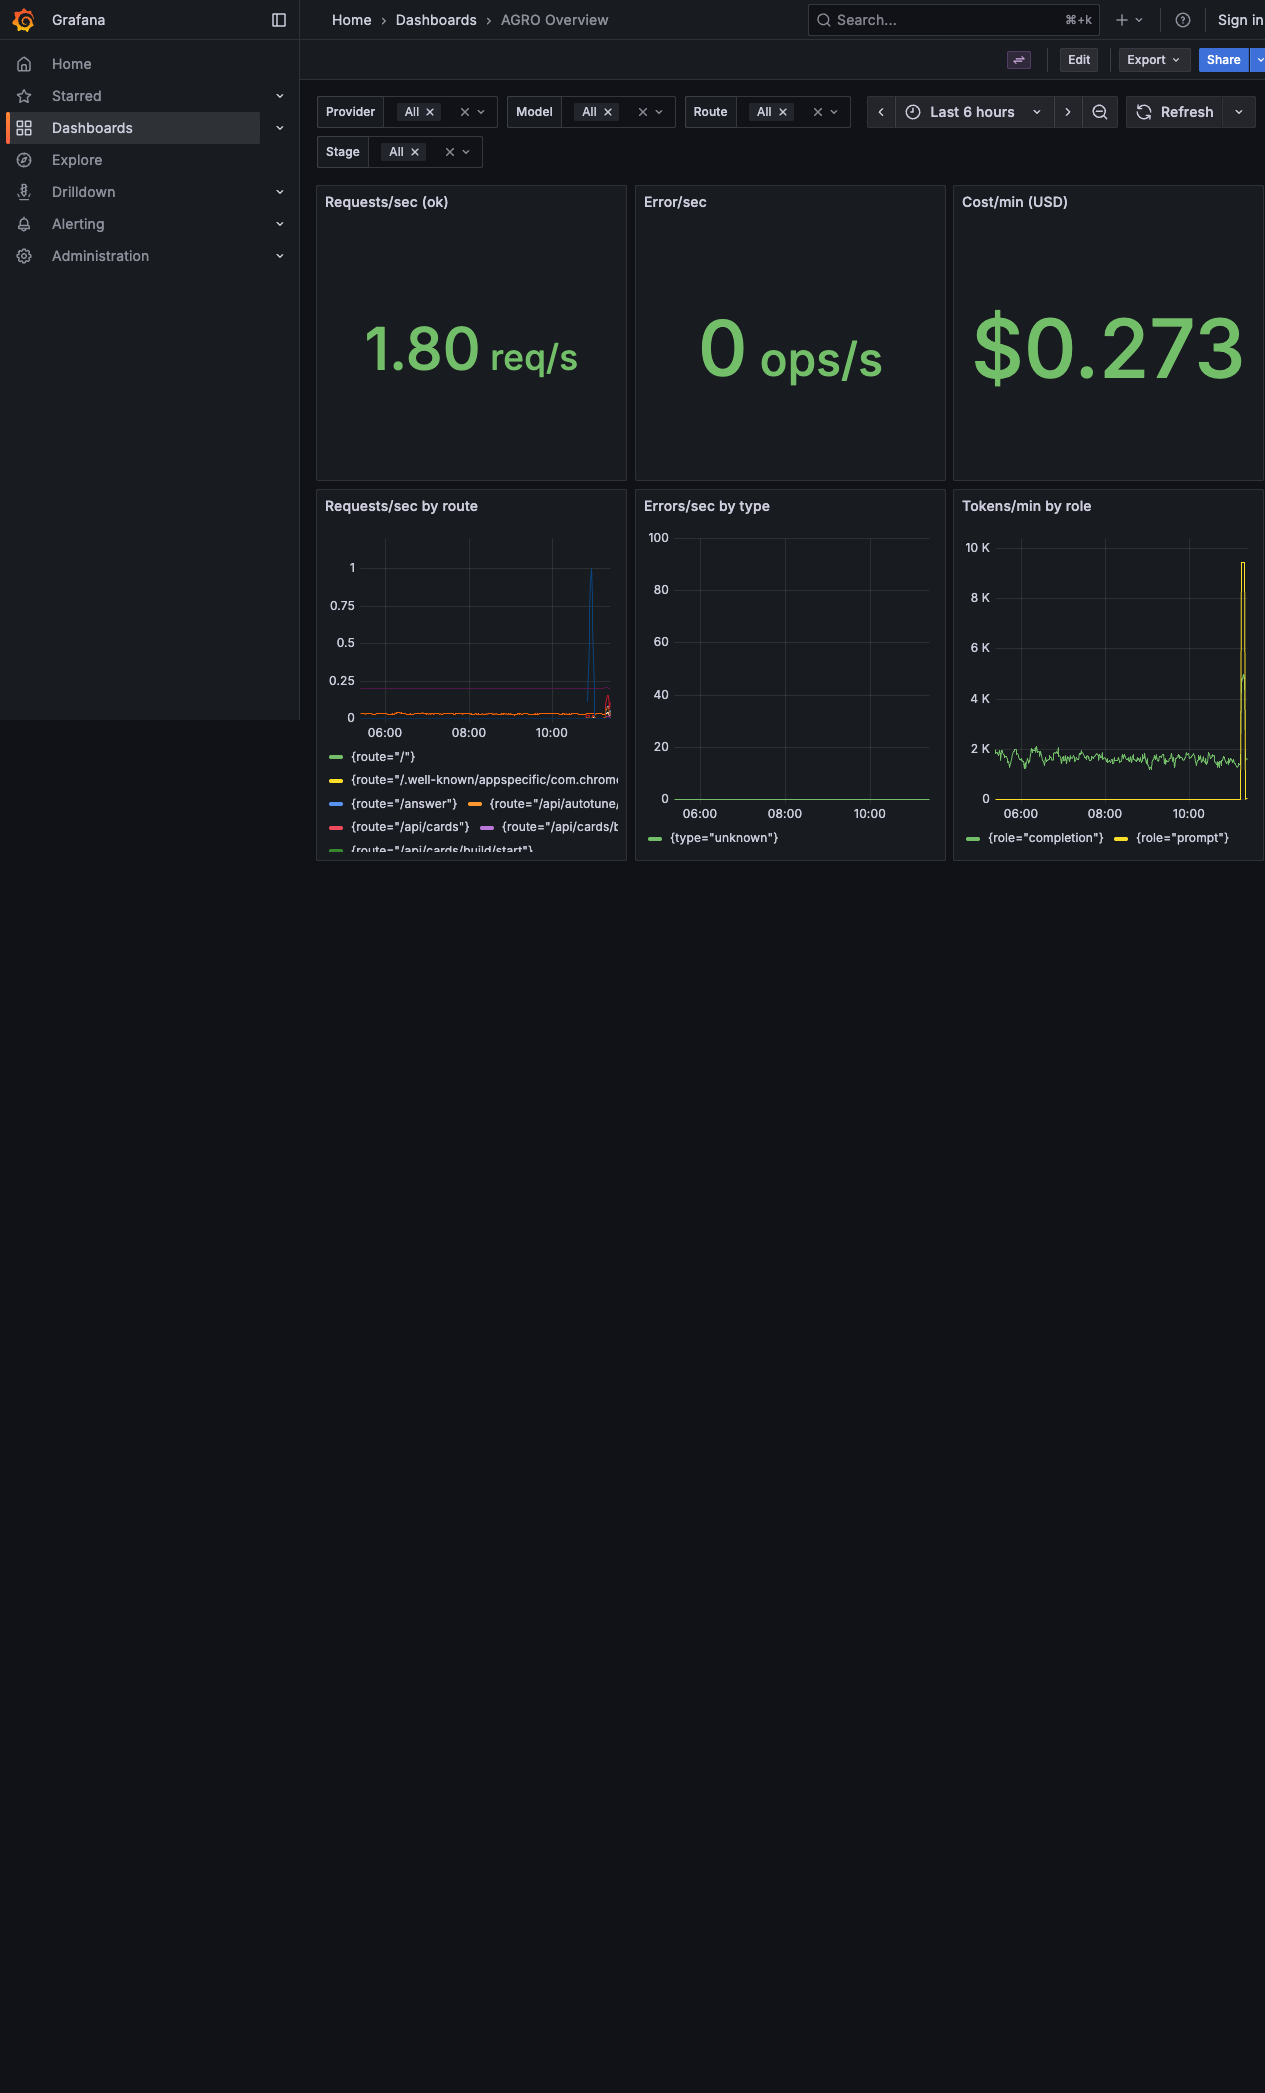 Grafana
Home › Dashboards › AGRO Overview
Search...
⌘+k
Sign in
Home
Starred
Dashboards
Explore
Drilldown
Alerting
Administration
Edit
Export
Share
Provider All
Model All
Route All
Last 6 hours
Refresh
Stage All
Requests/sec (ok)
1.80 req/s
Error/sec
0 ops/s
Cost/min (USD)
$0.273
Requests/sec by route
1
0.75
0.5
0.25
0
06:00 08:00 10:00
{route="/"}
{route="/.well-known/appspecific/com.chrome
{route="/answer"} {route="/api/autotune/
{route="/api/cards"} {route="/api/cards/b
{route="/api/cards/build/start"}
Errors/sec by type
100
80
60
40
20
0
06:00 08:00 10:00
{type="unknown"}
Tokens/min by role
10 K
8 K
6 K
4 K
2 K
0
06:00 08:00 10:00
{role="completion"} {role="prompt"}